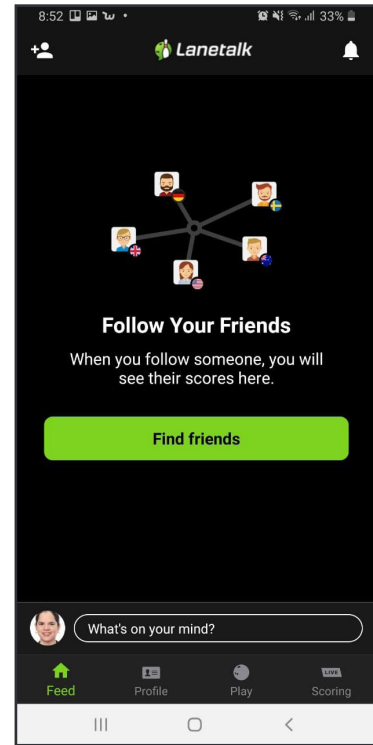 8:52
33%
Lanetalk
Follow Your Friends
When you follow someone, you will
see their scores here.
Find friends
What's on your mind?
LIVE
Feed Profile Play Scoring